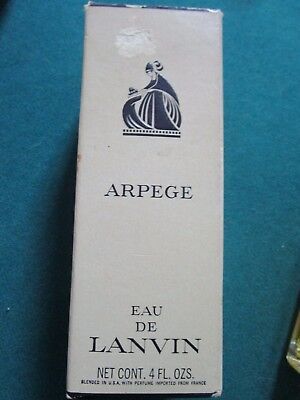 ARPEGE
EAU
DE
LANVIN
NET CONT. 4 FL. OZS.
BLENDED IN U.S.A. WITH PERFUME IMPORTED FROM FRANCE